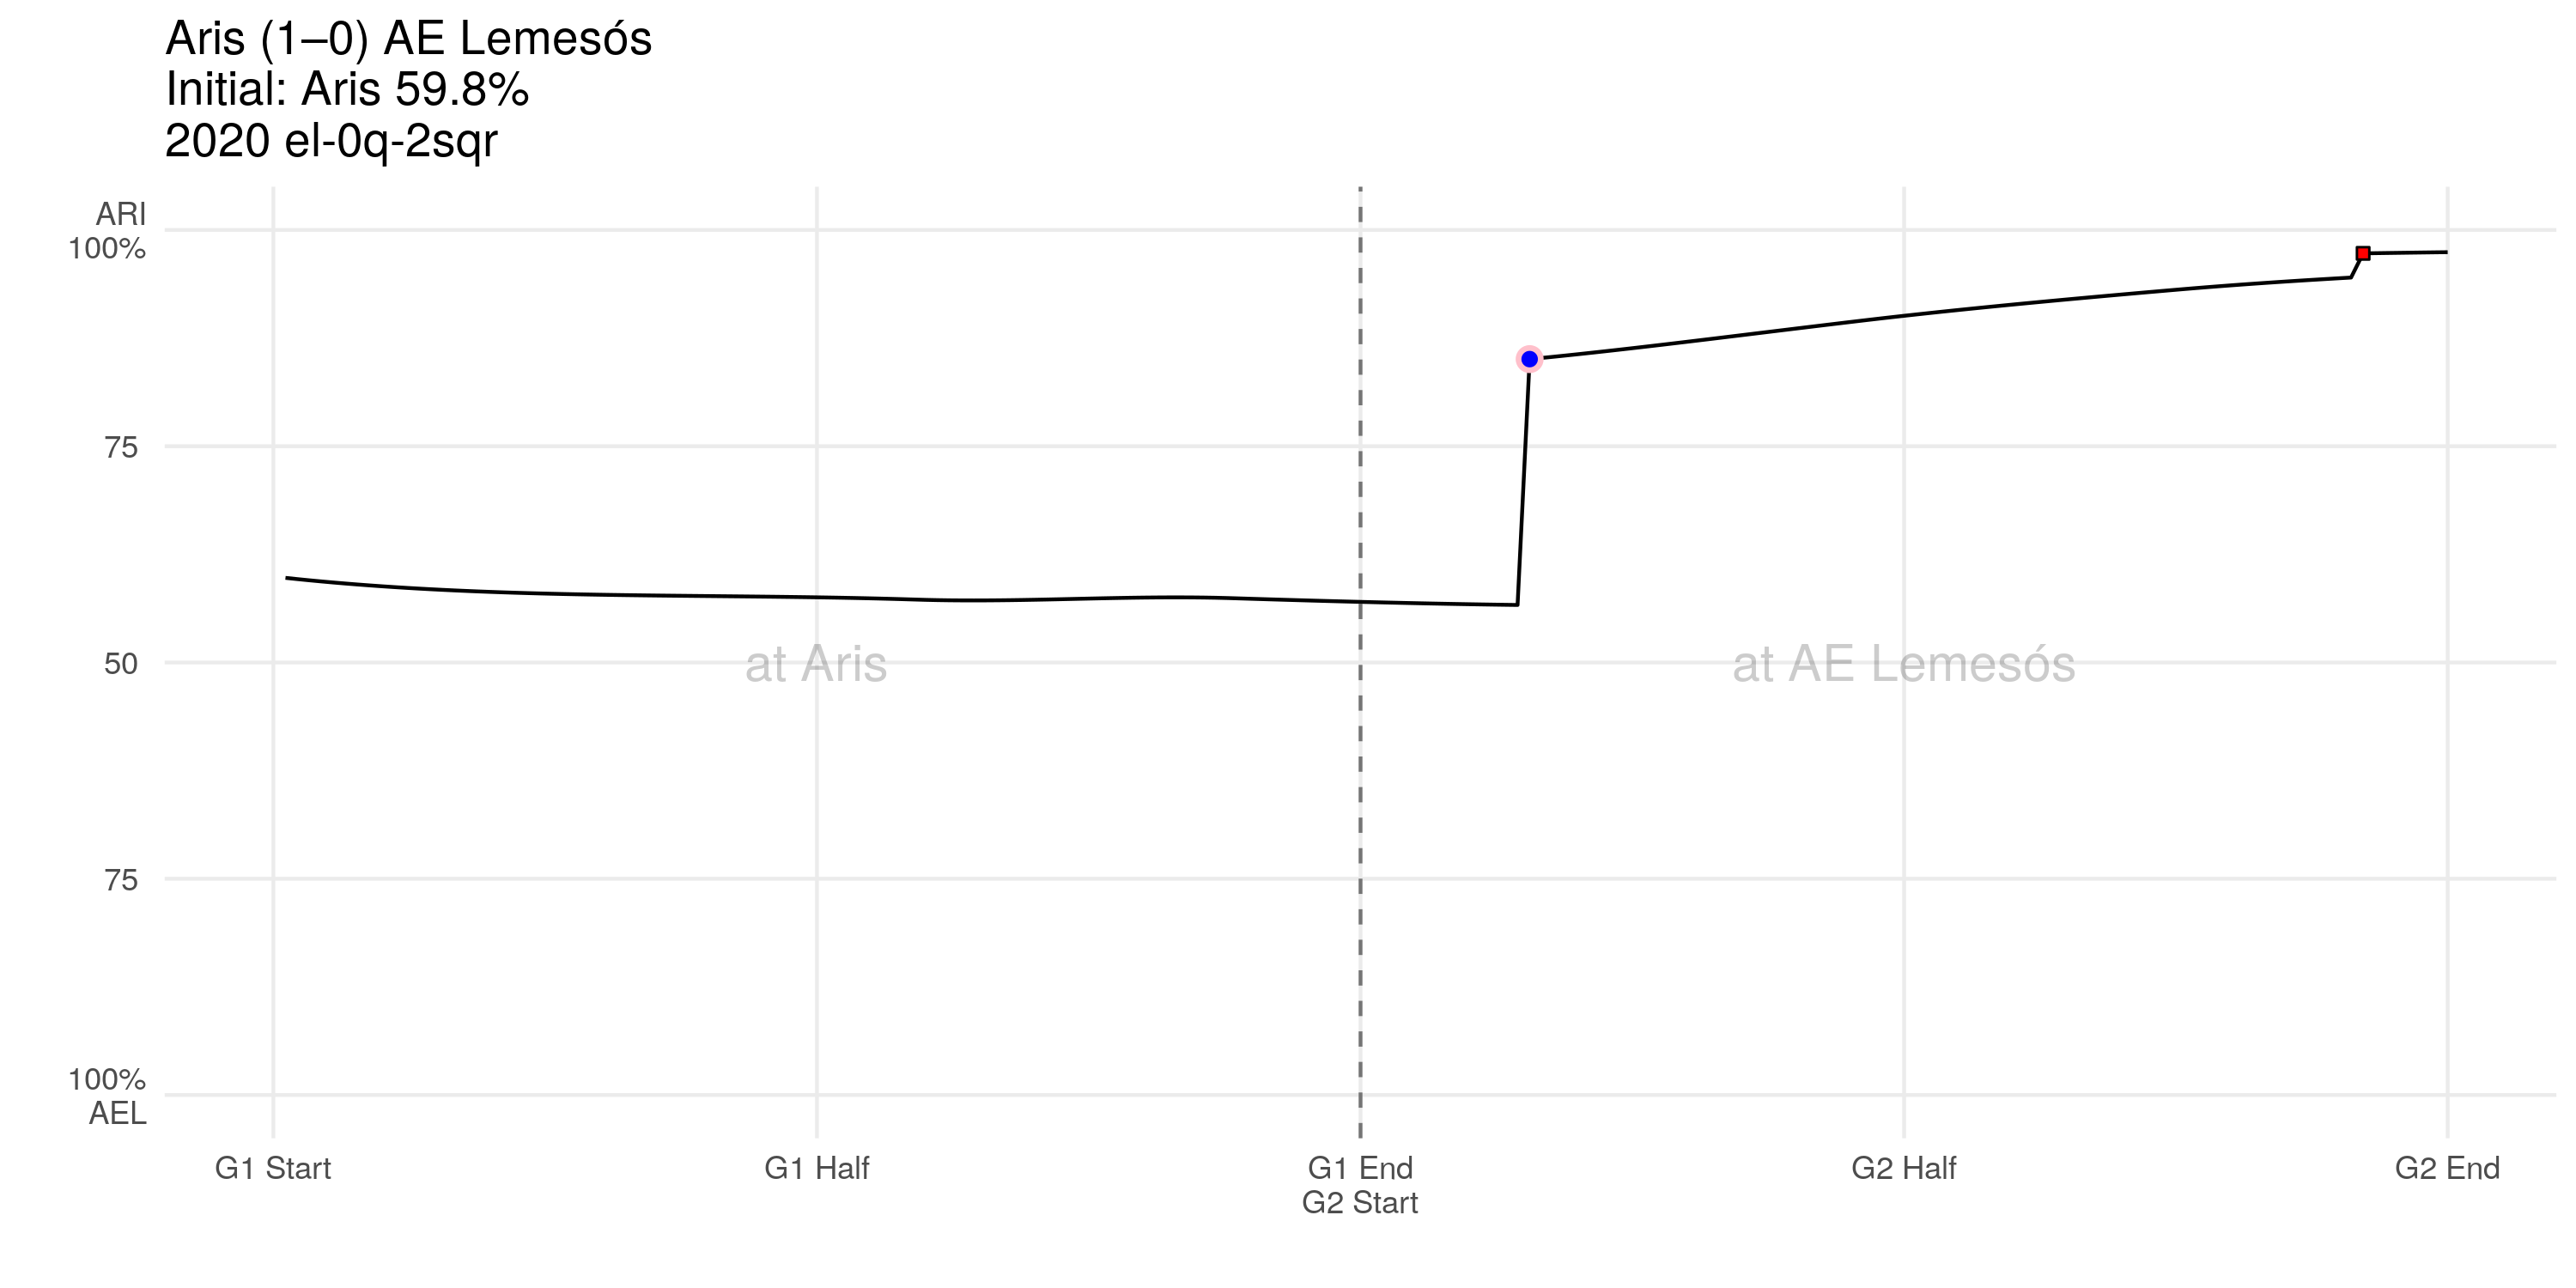 Aris (1–0) AE Lemesós
Initial: Aris 59.8%
2020 el-0q-2sqr
ARI
100%
75
50
75
100%
AEL
at Aris
at AE Lemesós
G1 Start
G1 Half
G1 End
G2 Start
G2 Half
G2 End